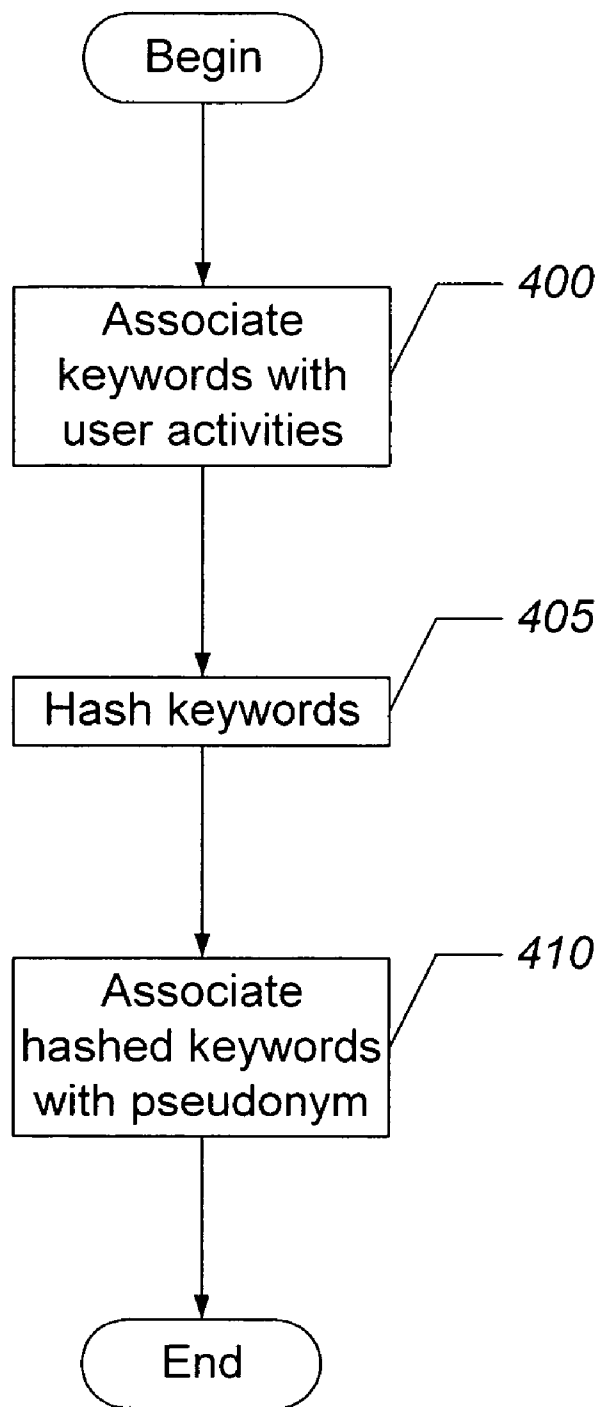 Begin
400
Associate
keywords with
user activities
405
Hash keywords
410
Associate
hashed keywords
with pseudonym
End